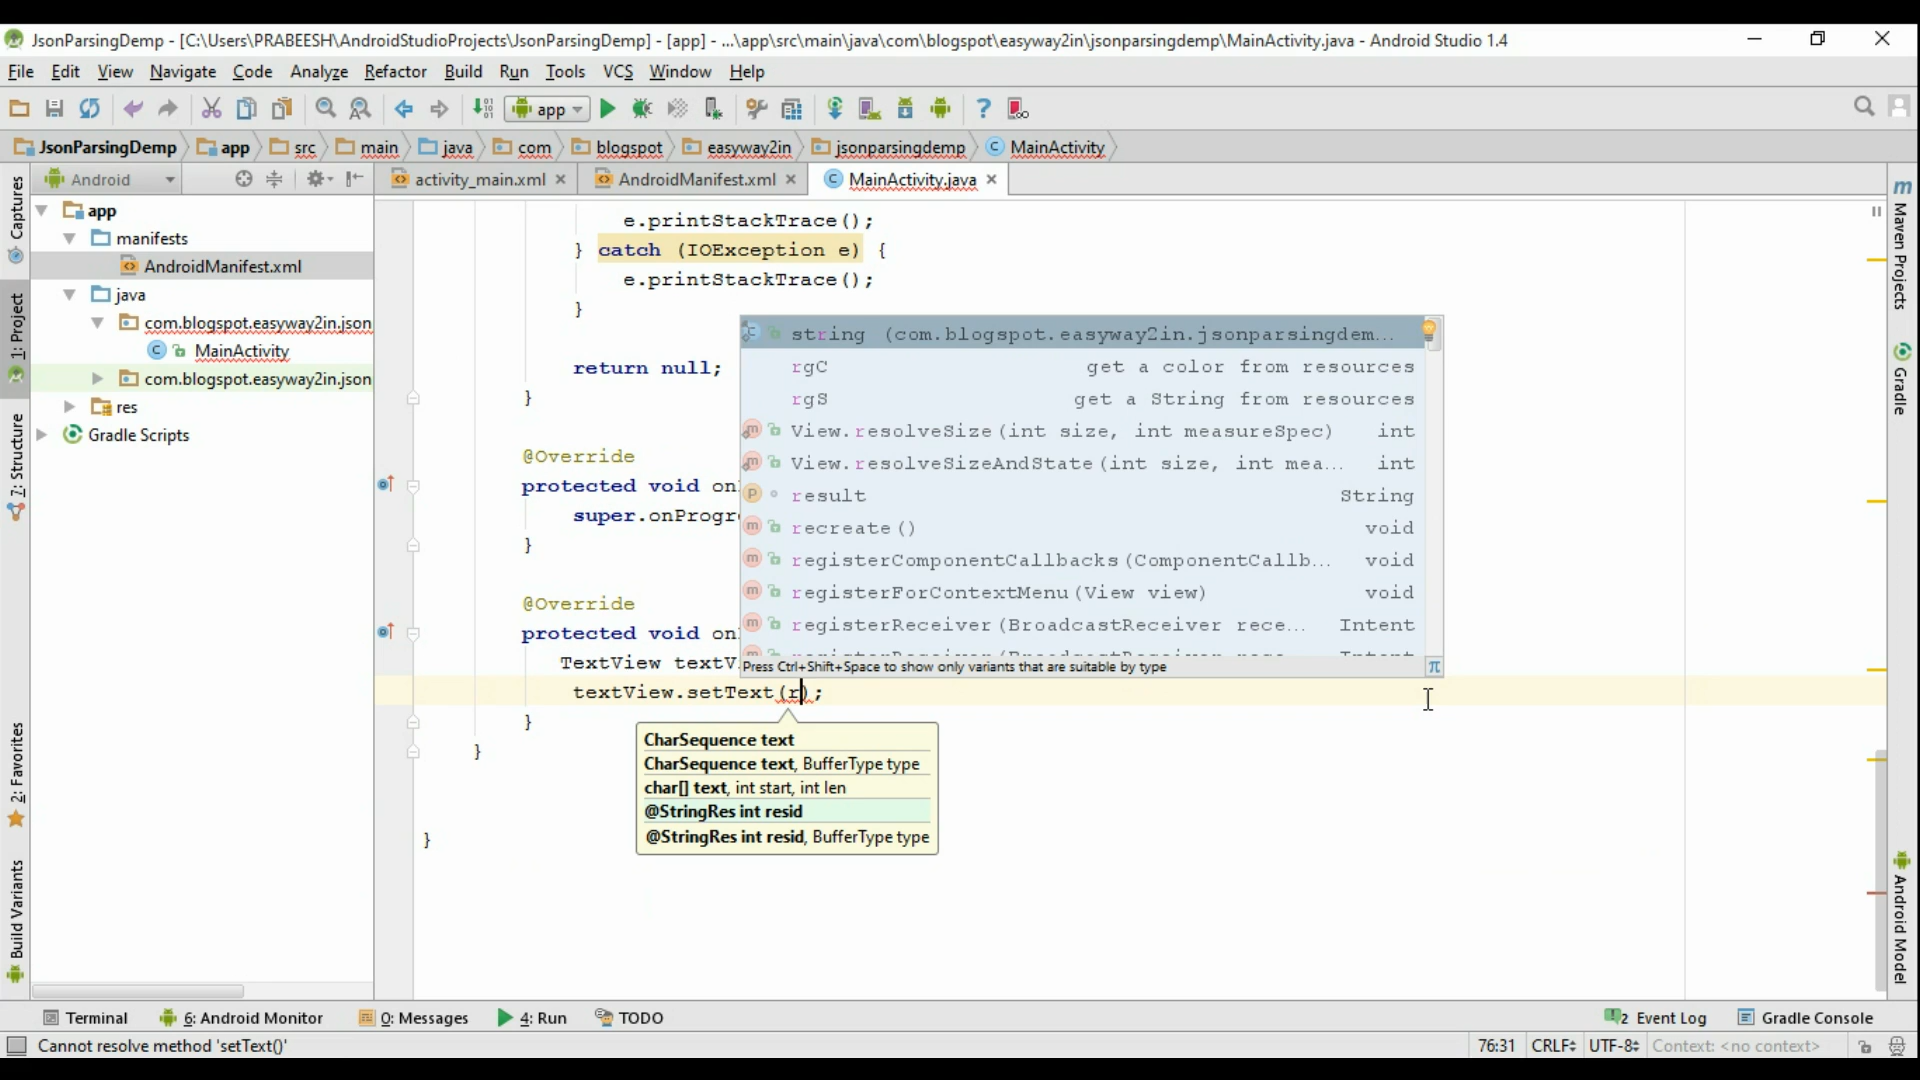 JsonParsingDemp - [C:\Users\PRABEESH\AndroidStudioProjects\JsonParsingDemp] - [app] - ...\app\src\main\java\com\blogspot\easyway2in\jsonparsingdemp\MainActivity.java - Android Studio 1.4
File Edit View Navigate Code Analyze Refactor Build Run Tools VCS Window Help
app
JsonParsingDemp app src main java com blogspot easyway2in jsonparsingdemp MainActivity
Android
activity_main.xml AndroidManifest.xml MainActivity.java
Captures
1: Project
7: Structure
2: Favorites
Build Variants
app
manifests
AndroidManifest.xml
java
com.blogspot.easyway2in.json
MainActivity
com.blogspot.easyway2in.json
res
Gradle Scripts
e.printStackTrace();
} catch (IOException e) {
e.printStackTrace();
}
return null;
}
@Override
protected void on
super.onProgr
}
@Override
protected void on
TextView textV
textView.setText(r);
}
}
}
string (com.blogspot.easyway2in.jsonparsingdem...
rgC get a color from resources
rgS get a String from resources
View.resolveSize(int size, int measureSpec) int
View.resolveSizeAndState(int size, int mea... int
result String
recreate() void
registerComponentCallbacks(ComponentCallb... void
registerForContextMenu(View view) void
registerReceiver(BroadcastReceiver rece... Intent
Press Ctrl+Shift+Space to show only variants that are suitable by type π
CharSequence text
CharSequence text, BufferType type
char[] text, int start, int len
@StringRes int resid
@StringRes int resid, BufferType type
m Maven Projects
Gradle
Android Model
Terminal 6: Android Monitor 0: Messages 4: Run TODO 2 Event Log Gradle Console
Cannot resolve method 'setText()' 76:31 CRLF UTF-8 Context: <no context>